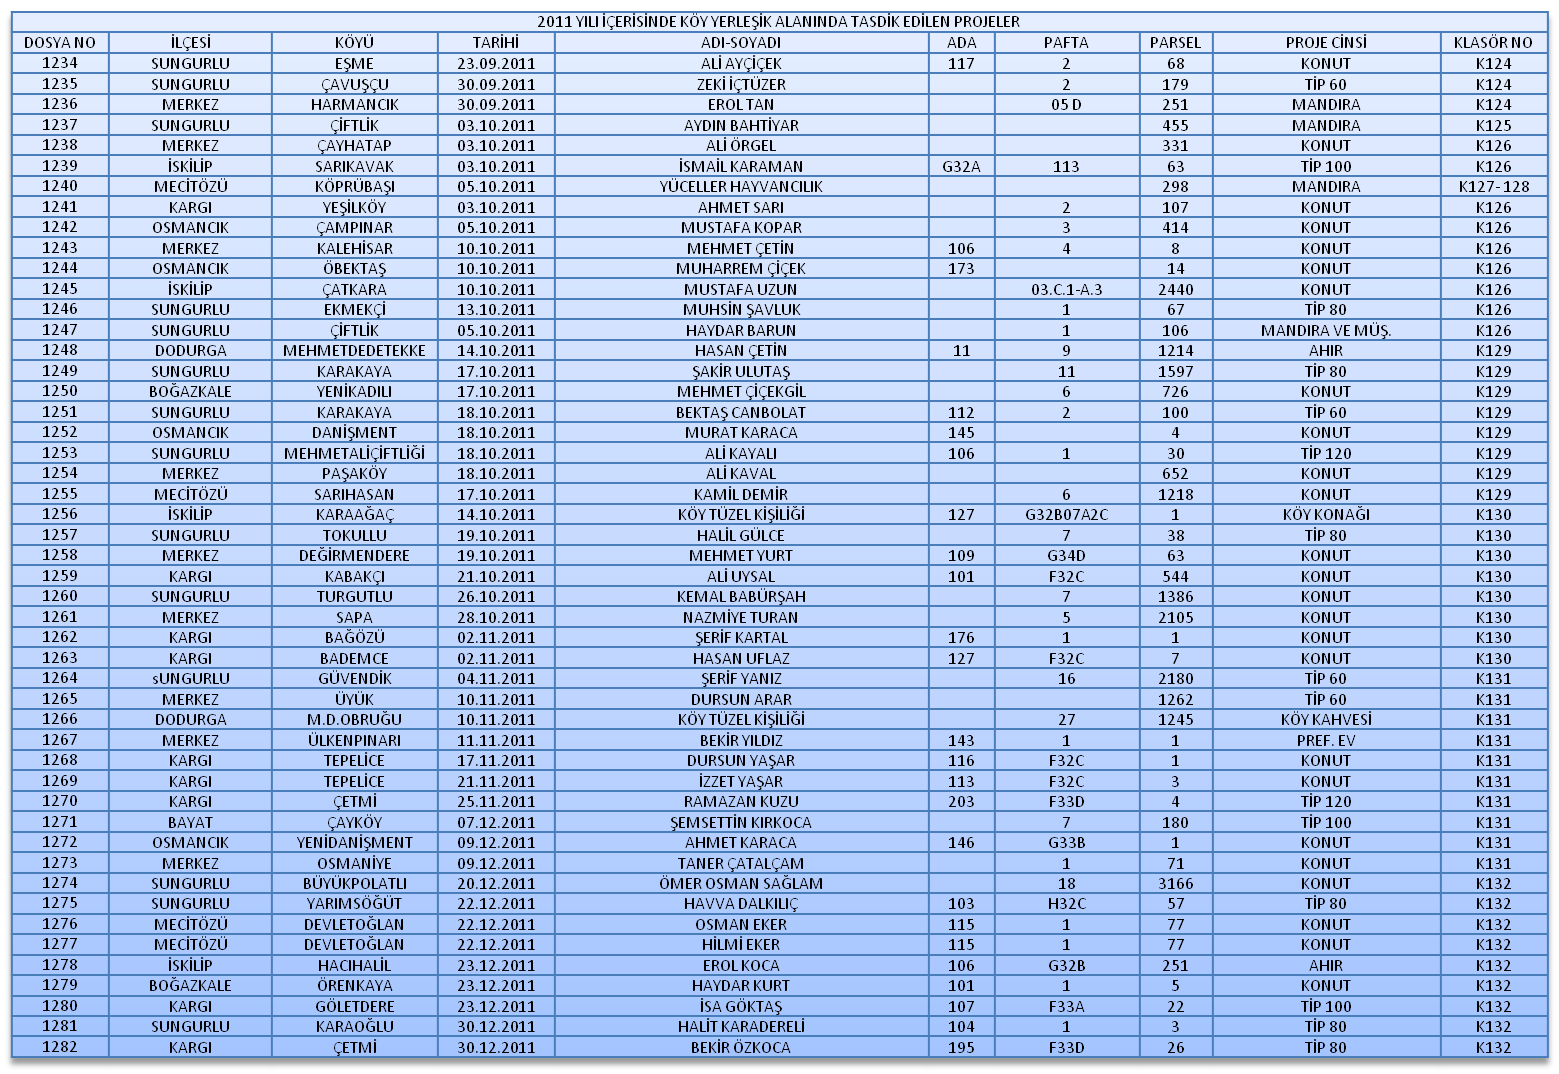 2011 YILI İÇERİSİNDE KÖY YERLEŞİK ALANINDA TASDİK EDİLEN PROJELER
DOSYA NO İLÇESİ KÖYÜ TARİHİ ADI-SOYADI ADA PAFTA PARSEL PROJE CİNSİ KLASÖR NO
1234 SUNGURLU EŞME 23.09.2011 ALİ AYÇİÇEK 117 2 68 KONUT K124
1235 SUNGURLU ÇAVUŞÇU 30.09.2011 ZEKİ İÇTÜZER 2 179 TİP 60 K124
1236 MERKEZ HARMANCIK 30.09.2011 EROL TAN 05 D 251 MANDIRA K124
1237 SUNGURLU ÇİFTLİK 03.10.2011 AYDIN BAHTİYAR 455 MANDIRA K125
1238 MERKEZ ÇAYHATAP 03.10.2011 ALİ ÖRGEL 331 KONUT K126
1239 İSKİLİP SARIKAVAK 03.10.2011 İSMAİL KARAMAN G32A 113 63 TİP 100 K126
1240 MECİTÖZÜ KÖPRÜBAŞI 05.10.2011 YÜCELLER HAYVANCILIK 298 MANDIRA K127-128
1241 KARGI YEŞİLKÖY 03.10.2011 AHMET SARI 2 107 KONUT K126
1242 OSMANCIK ÇAMPINAR 05.10.2011 MUSTAFA KOPAR 3 414 KONUT K126
1243 MERKEZ KALEHİSAR 10.10.2011 MEHMET ÇETİN 106 4 8 KONUT K126
1244 OSMANCIK ÖBEKTAŞ 10.10.2011 MUHARREM ÇİÇEK 173 14 KONUT K126
1245 İSKİLİP ÇATKARA 10.10.2011 MUSTAFA UZUN 03.C.1-A.3 2440 KONUT K126
1246 SUNGURLU EKMEKÇİ 13.10.2011 MUHSİN ŞAVLUK 1 67 TİP 80 K126
1247 SUNGURLU ÇİFTLİK 05.10.2011 HAYDAR BARUN 1 106 MANDIRA VE MÜŞ. K126
1248 DODURGA MEHMETDEDETEKKE 14.10.2011 HASAN ÇETİN 11 9 1214 AHIR K129
1249 SUNGURLU KARAKAYA 17.10.2011 ŞAKİR ULUTAŞ 11 1597 TİP 80 K129
1250 BOĞAZKALE YENİKADILI 17.10.2011 MEHMET ÇİÇEKGİL 6 726 KONUT K129
1251 SUNGURLU KARAKAYA 18.10.2011 BEKTAŞ CANBOLAT 112 2 100 TİP 60 K129
1252 OSMANCIK DANİŞMENT 18.10.2011 MURAT KARACA 145 4 KONUT K129
1253 SUNGURLU MEHMETALİÇİFTLİĞİ 18.10.2011 ALİ KAYALI 106 1 30 TİP 120 K129
1254 MERKEZ PAŞAKÖY 18.10.2011 ALİ KAVAL 652 KONUT K129
1255 MECİTÖZÜ SARIHASAN 17.10.2011 KAMİL DEMİR 6 1218 KONUT K129
1256 İSKİLİP KARAAĞAÇ 14.10.2011 KÖY TÜZEL KİŞİLİĞİ 127 G32B07A2C 1 KÖY KONAĞI K130
1257 SUNGURLU TOKULLU 19.10.2011 HALİL GÜLCE 7 38 TİP 80 K130
1258 MERKEZ DEĞİRMENDERE 19.10.2011 MEHMET YURT 109 G34D 63 KONUT K130
1259 KARGI KABAKÇI 21.10.2011 ALİ UYSAL 101 F32C 544 KONUT K130
1260 SUNGURLU TURGUTLU 26.10.2011 KEMAL BABÜRŞAH 7 1386 KONUT K130
1261 MERKEZ SAPA 28.10.2011 NAZMİYE TURAN 5 2105 KONUT K130
1262 KARGI BAĞÖZÜ 02.11.2011 ŞERİF KARTAL 176 1 1 KONUT K130
1263 KARGI BADEMCE 02.11.2011 HASAN UFLAZ 127 F32C 7 KONUT K130
1264 sUNGURLU GÜVENDİK 04.11.2011 ŞERİF YANIZ 16 2180 TİP 60 K131
1265 MERKEZ ÜYÜK 10.11.2011 DURSUN ARAR 1262 TİP 60 K131
1266 DODURGA M.D.OBRUĞU 10.11.2011 KÖY TÜZEL KİŞİLİĞİ 27 1245 KÖY KAHVESİ K131
1267 MERKEZ ÜLKENPINARI 11.11.2011 BEKİR YILDIZ 143 1 1 PREF. EV K131
1268 KARGI TEPELİCE 17.11.2011 DURSUN YAŞAR 116 F32C 1 KONUT K131
1269 KARGI TEPELİCE 21.11.2011 İZZET YAŞAR 113 F32C 3 KONUT K131
1270 KARGI ÇETMİ 25.11.2011 RAMAZAN KUZU 203 F33D 4 TİP 120 K131
1271 BAYAT ÇAYKÖY 07.12.2011 ŞEMSETTİN KIRKOCA 7 180 TİP 100 K131
1272 OSMANCIK YENİDANİŞMENT 09.12.2011 AHMET KARACA 146 G33B 1 KONUT K131
1273 MERKEZ OSMANİYE 09.12.2011 TANER ÇATALÇAM 1 71 KONUT K131
1274 SUNGURLU BÜYÜKPOLATLI 20.12.2011 ÖMER OSMAN SAĞLAM 18 3166 KONUT K132
1275 SUNGURLU YARIMSÖĞÜT 22.12.2011 HAVVA DALKILIÇ 103 H32C 57 TİP 80 K132
1276 MECİTÖZÜ DEVLETOĞLAN 22.12.2011 OSMAN EKER 115 1 77 KONUT K132
1277 MECİTÖZÜ DEVLETOĞLAN 22.12.2011 HİLMİ EKER 115 1 77 KONUT K132
1278 İSKİLİP HACIHALİL 23.12.2011 EROL KOCA 106 G32B 251 AHIR K132
1279 BOĞAZKALE ÖRENKAYA 23.12.2011 HAYDAR KURT 101 1 5 KONUT K132
1280 KARGI GÖLETDERE 23.12.2011 İSA GÖKTAŞ 107 F33A 22 TİP 100 K132
1281 SUNGURLU KARAOĞLU 30.12.2011 HALİT KARADERELİ 104 1 3 TİP 80 K132
1282 KARGI ÇETMİ 30.12.2011 BEKİR ÖZKOCA 195 F33D 26 TİP 80 K132